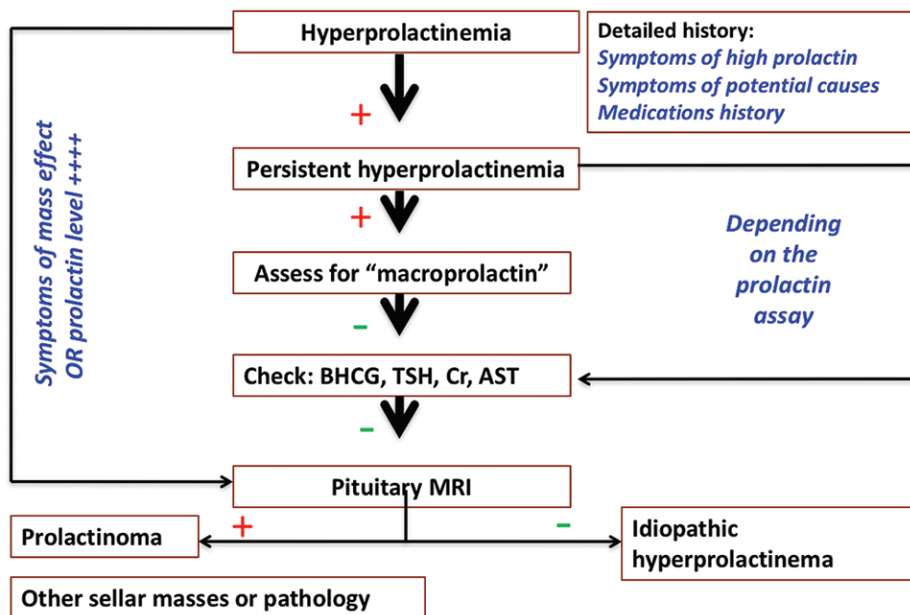 Hyperprolactinemia
Detailed history:
Symptoms of high prolactin
Symptoms of potential causes
Medications history
+
Symptoms of mass effect
OR prolactin level ++++
Persistent hyperprolactinemia
+
Depending
on the
prolactin
assay
Assess for “macroprolactin”
–
Check: BHCG, TSH, Cr, AST
–
Pituitary MRI
+
–
Prolactinoma
Idiopathic
hyperprolactinema
Other sellar masses or pathology